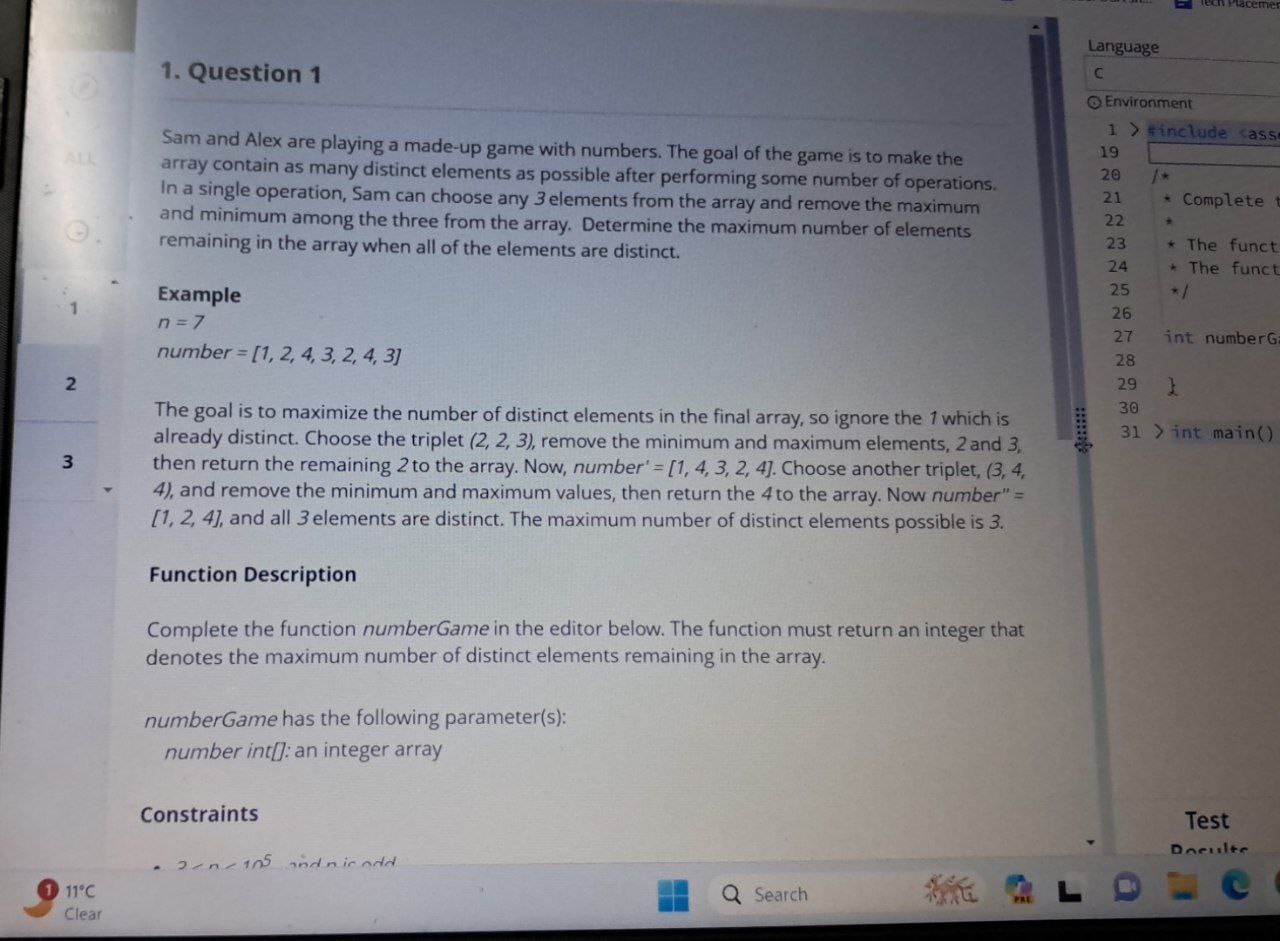 Tech Placemen
1. Question 1
Sam and Alex are playing a made-up game with numbers. The goal of the game is to make the
array contain as many distinct elements as possible after performing some number of operations.
In a single operation, Sam can choose any 3 elements from the array and remove the maximum
and minimum among the three from the array. Determine the maximum number of elements
remaining in the array when all of the elements are distinct.
Example
n = 7
number = [1, 2, 4, 3, 2, 4, 3]
The goal is to maximize the number of distinct elements in the final array, so ignore the 1 which is
already distinct. Choose the triplet (2, 2, 3), remove the minimum and maximum elements, 2 and 3,
then return the remaining 2 to the array. Now, number' = [1, 4, 3, 2, 4]. Choose another triplet, (3, 4,
4), and remove the minimum and maximum values, then return the 4 to the array. Now number" =
[1, 2, 4], and all 3 elements are distinct. The maximum number of distinct elements possible is 3.
Function Description
Complete the function numberGame in the editor below. The function must return an integer that
denotes the maximum number of distinct elements remaining in the array.
numberGame has the following parameter(s):
number int[]: an integer array
Constraints
and n is odd
ALL
1
2
3
Language
C
Environment
1 > #include <asse
19
20 /*
21 * Complete t
22 *
23 * The funct
24 * The funct
25 */
26
27 int numberGa
28
29 }
30
31 > int main()
Test
Results
1
11°C
Clear
Search
PRE